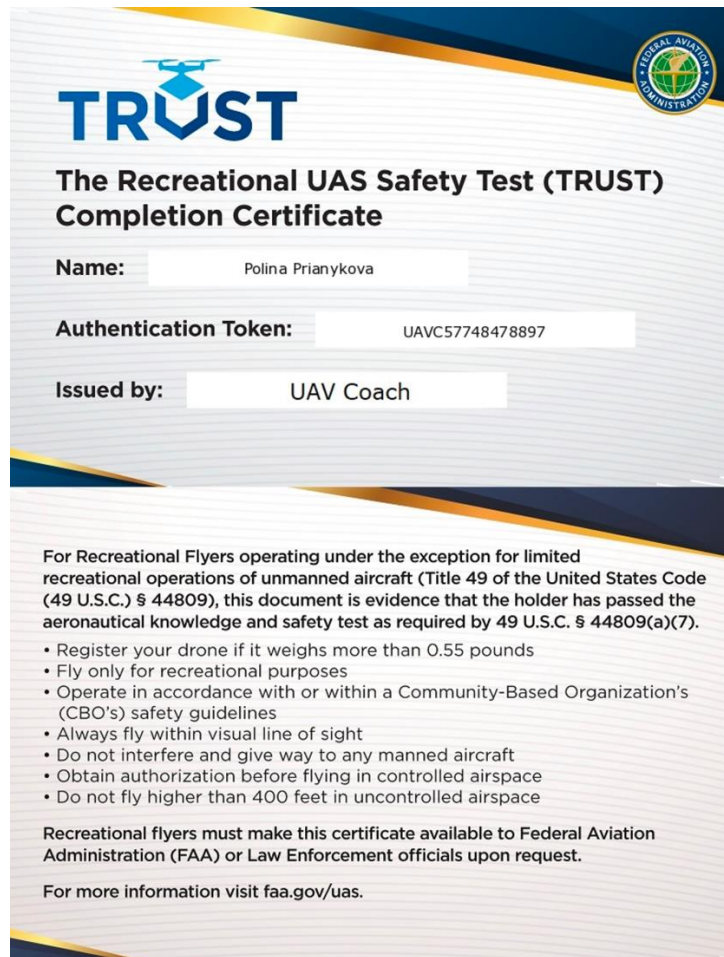 FEDERAL AVIATION
ADMINISTRATION
TRUST
The Recreational UAS Safety Test (TRUST)
Completion Certificate
Name: Polina Prianykova
Authentication Token: UAVC57748478897
Issued by: UAV Coach
For Recreational Flyers operating under the exception for limited
recreational operations of unmanned aircraft (Title 49 of the United States Code
(49 U.S.C.) § 44809), this document is evidence that the holder has passed the
aeronautical knowledge and safety test as required by 49 U.S.C. § 44809(a)(7).
• Register your drone if it weighs more than 0.55 pounds
• Fly only for recreational purposes
• Operate in accordance with or within a Community-Based Organization's
(CBO's) safety guidelines
• Always fly within visual line of sight
• Do not interfere and give way to any manned aircraft
• Obtain authorization before flying in controlled airspace
• Do not fly higher than 400 feet in uncontrolled airspace
Recreational flyers must make this certificate available to Federal Aviation
Administration (FAA) or Law Enforcement officials upon request.
For more information visit faa.gov/uas.